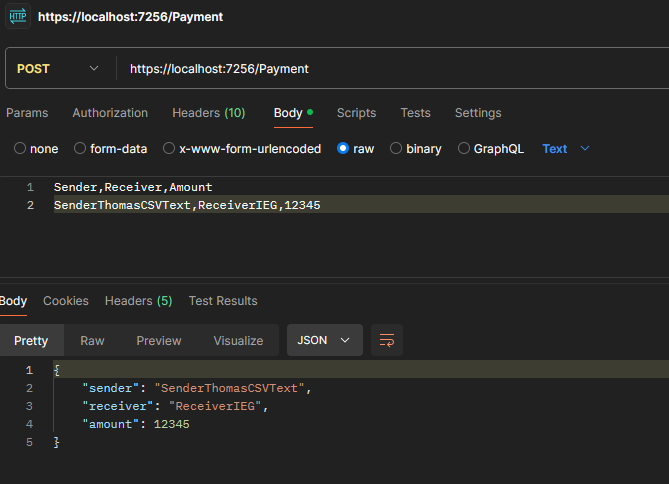 HTTP https://localhost:7256/Payment
POST https://localhost:7256/Payment
Params Authorization Headers (10) Body Scripts Tests Settings
none form-data x-www-form-urlencoded raw binary GraphQL Text
1 Sender,Receiver,Amount
2 SenderThomasCSVText,ReceiverIEG,12345
Body Cookies Headers (5) Test Results
Pretty Raw Preview Visualize JSON
1 {
2 "sender": "SenderThomasCSVText",
3 "receiver": "ReceiverIEG",
4 "amount": 12345
5 }